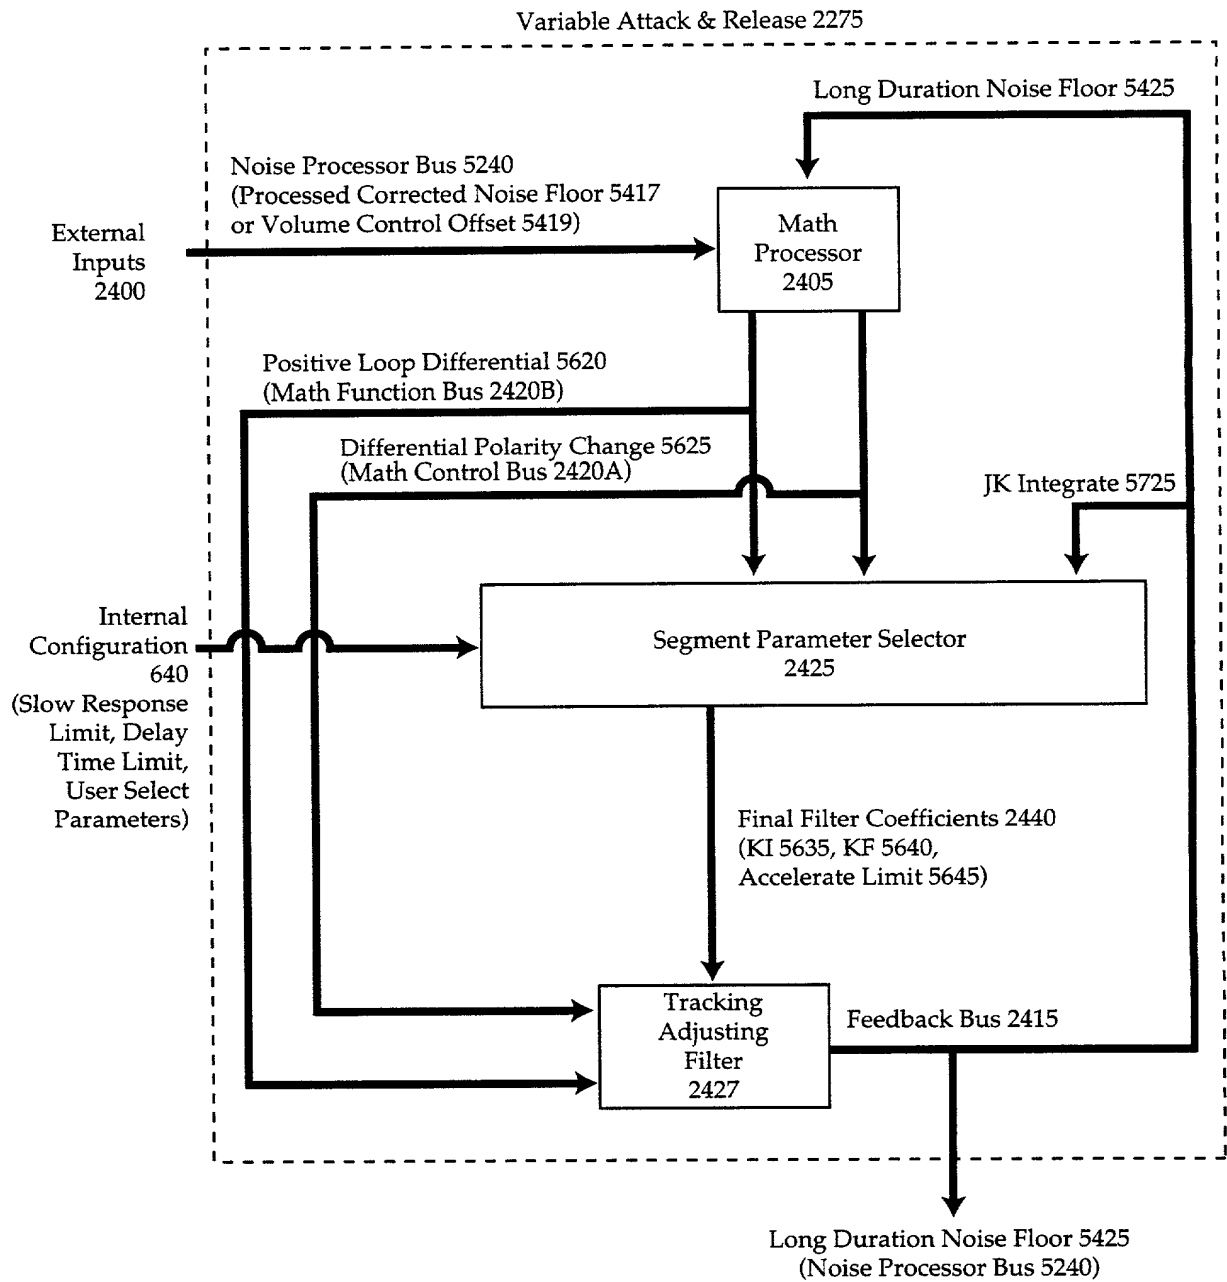 Variable Attack & Release 2275
Long Duration Noise Floor 5425
Noise Processor Bus 5240
(Processed Corrected Noise Floor 5417
or Volume Control Offset 5419)
External
Inputs
2400
Math
Processor
2405
Positive Loop Differential 5620
(Math Function Bus 2420B)
Differential Polarity Change 5625
(Math Control Bus 2420A)
JK Integrate 5725
Internal
Configuration
640
(Slow Response
Limit, Delay
Time Limit,
User Select
Parameters)
Segment Parameter Selector
2425
Final Filter Coefficients 2440
(KI 5635, KF 5640,
Accelerate Limit 5645)
Tracking
Adjusting
Filter
2427
Feedback Bus 2415
Long Duration Noise Floor 5425
(Noise Processor Bus 5240)